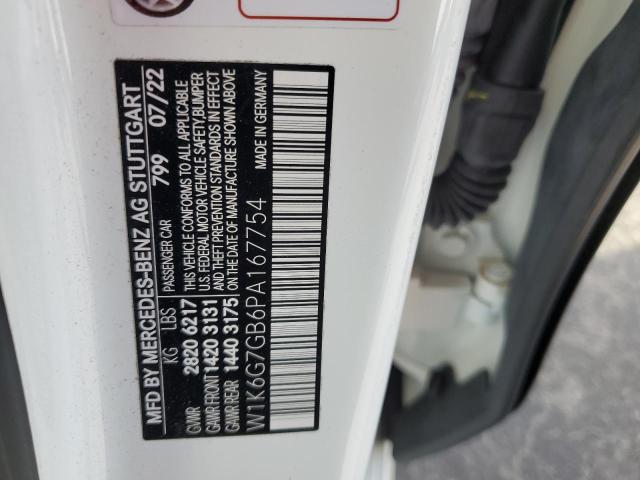 MFD BY MERCEDES-BENZ AG STUTTGART
PASSENGER CAR 799 07/22
KG LBS
GVWR 2820 6217
GAWR FRONT 1420 3131
GAWR REAR 1440 3175
THIS VEHICLE CONFORMS TO ALL APPLICABLE
U.S. FEDERAL MOTOR VEHICLE SAFETY, BUMPER
AND THEFT PREVENTION STANDARDS IN EFFECT
ON THE DATE OF MANUFACTURE SHOWN ABOVE
W1K6G7GB6PA167754
MADE IN GERMANY